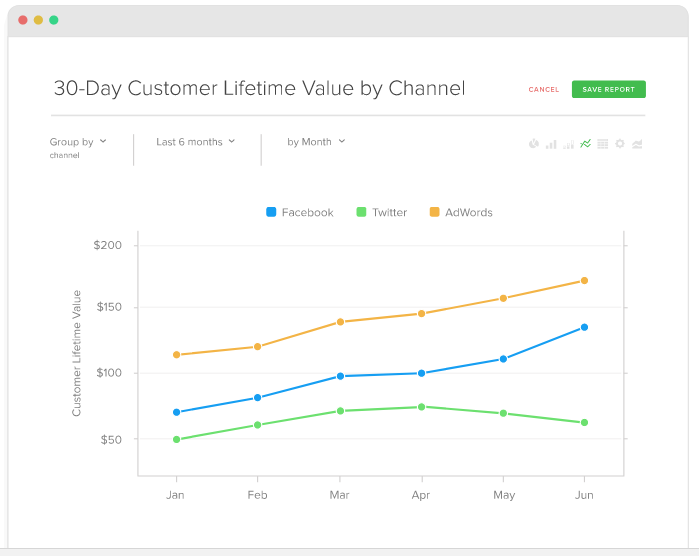 30-Day Customer Lifetime Value by Channel
CANCEL
SAVE REPORT
Group by
channel
Last 6 months
by Month
Facebook
Twitter
AdWords
Customer Lifetime Value
$200
$150
$100
$50
Jan Feb Mar Apr May Jun